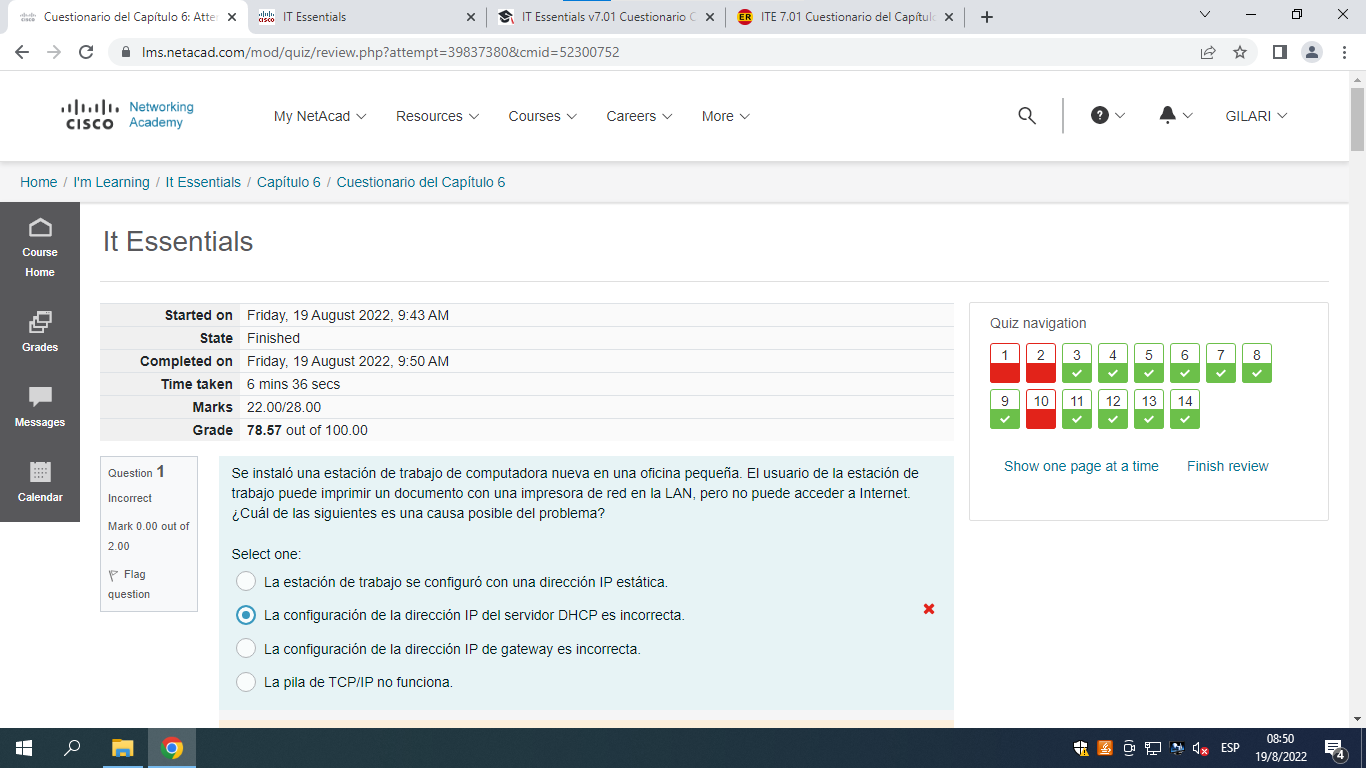 Cuestionario del Capítulo 6: Atter
IT Essentials
IT Essentials v7.01 Cuestionario C
ER
ITE 7.01 Cuestionario del Capítulo
lms.netacad.com/mod/quiz/review.php?attempt=39837380&cmid=52300752
cisco
Networking
Academy
My NetAcad
Resources
Courses
Careers
More
?
GILARI
Home / I'm Learning / It Essentials / Capítulo 6 / Cuestionario del Capítulo 6
Course
Home
Grades
Messages
Calendar
It Essentials
Started on Friday, 19 August 2022, 9:43 AM
State Finished
Completed on Friday, 19 August 2022, 9:50 AM
Time taken 6 mins 36 secs
Marks 22.00/28.00
Grade 78.57 out of 100.00
Quiz navigation
1 2 3 4 5 6 7 8
9 10 11 12 13 14
Show one page at a time Finish review
Question 1
Incorrect
Mark 0.00 out of
2.00
Flag
question
Se instaló una estación de trabajo de computadora nueva en una oficina pequeña. El usuario de la estación de
trabajo puede imprimir un documento con una impresora de red en la LAN, pero no puede acceder a Internet.
¿Cuál de las siguientes es una causa posible del problema?
Select one:
La estación de trabajo se configuró con una dirección IP estática.
La configuración de la dirección IP del servidor DHCP es incorrecta.
La configuración de la dirección IP de gateway es incorrecta.
La pila de TCP/IP no funciona.
ESP
08:50
19/8/2022
4